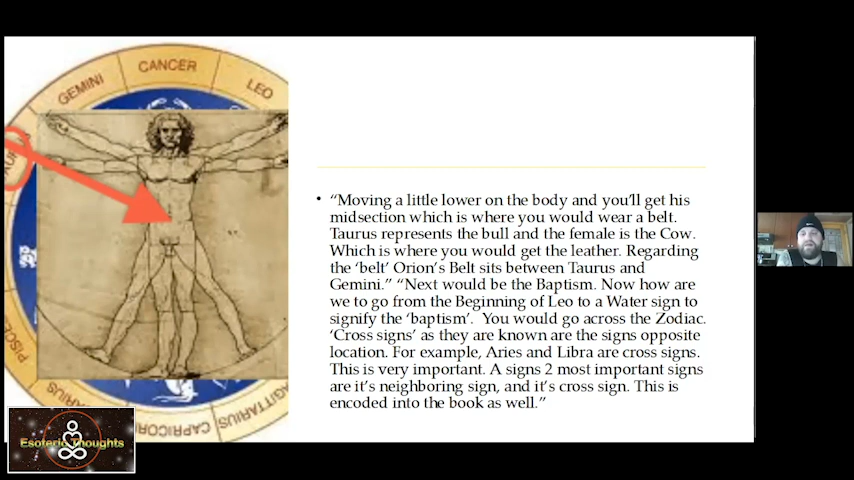 CANCER
GEMINI
LEO
TAUR
PISCES
SAGITTARIUS
CAPRICORN
• “Moving a little lower on the body and you'll get his
midsection which is where you would wear a belt.
Taurus represents the bull and the female is the Cow.
Which is where you would get the leather. Regarding
the ‘belt’ Orion's Belt sits between Taurus and
Gemini.” “Next would be the Baptism. Now how are
we to go from the Beginning of Leo to a Water sign to
signify the ‘baptism’.  You would go across the Zodiac.
‘Cross signs’ as they are known are the signs opposite
location. For example, Aries and Libra are cross signs.
This is very important. A signs 2 most important signs
are it's neighboring sign, and it's cross sign. This is
encoded into the book as well.”
Esoteric Thoughts